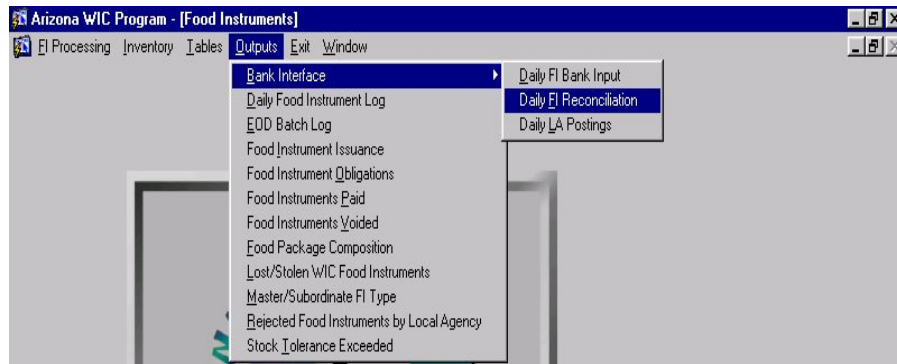 Arizona WIC Program - [Food Instruments]
FI Processing Inventory Tables Outputs Exit Window
Bank Interface
Daily Food Instrument Log
EOD Batch Log
Food Instrument Issuance
Food Instrument Obligations
Food Instruments Paid
Food Instruments Voided
Food Package Composition
Lost/Stolen WIC Food Instruments
Master/Subordinate FI Type
Rejected Food Instruments by Local Agency
Stock Tolerance Exceeded
Daily FI Bank Input
Daily FI Reconciliation
Daily LA Postings